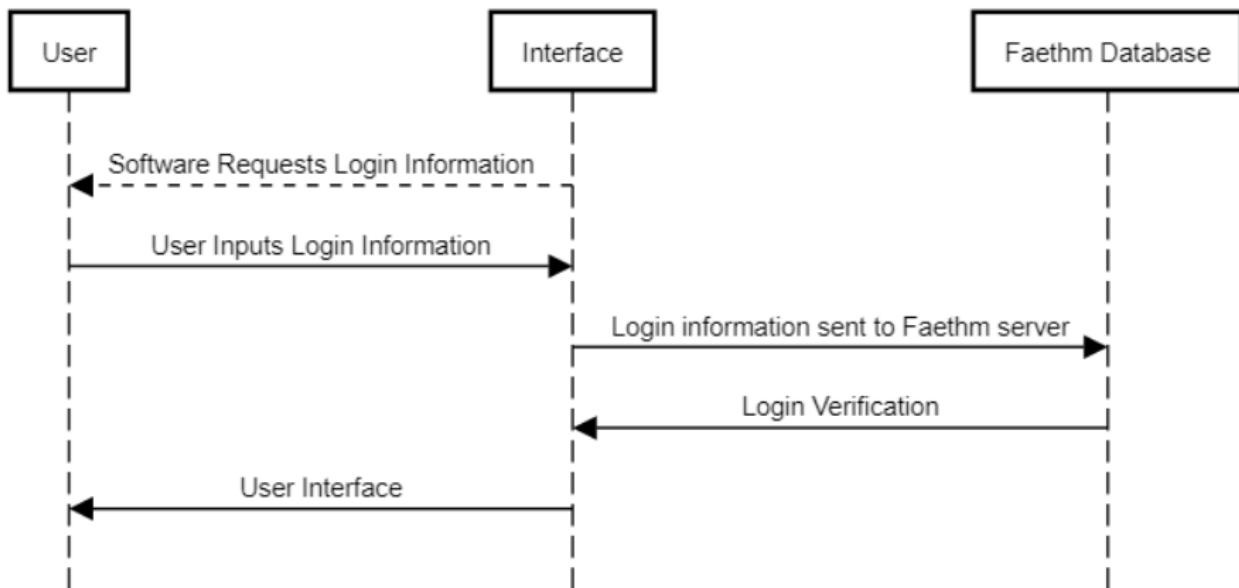 User
Interface
Faethm Database
Software Requests Login Information
User Inputs Login Information
Login information sent to Faethm server
Login Verification
User Interface